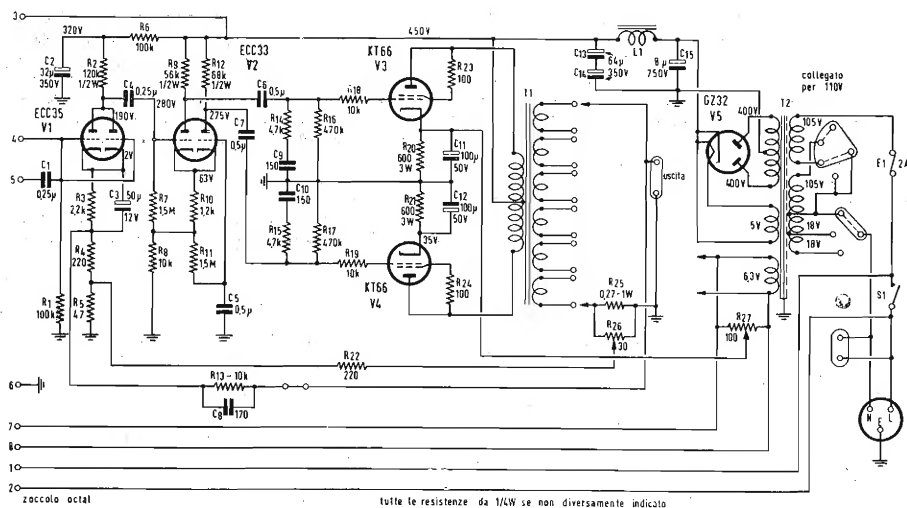 3
450V
320V
R6
100k
C2
32µ
350V
R2
120k
1/2W
C4
0,25µ
280V
R9
56k
1/2W
R12
68k
1/2W
275V
ECC33
V2
C6
0,5µ
KT66
V3
R23
100
R18
10k
C13
64µ
C14
350V
L1
C15
8µ
750V
GZ32
V5
400V
400V
T2
collegato
per 110V
105V
105V
18V
18V
5V
6,3V
E1
2A
S1
ECC35
V1
190V
2V
4
5
C1
0,25µ
R3
2,2k
C3
50µ
12V
R4
220
R5
47
R1
100k
R7
1,5M
R8
10k
63V
R10
1,2k
R11
1,5M
C5
0,5µ
C7
0,5µ
R14
4,7k
C9
150
C10
150
R15
4,7k
R16
470k
R17
470k
R20
600
3W
R21
600
3W
35V
C11
100µ
50V
C12
100µ
50V
R19
10k
KT66
V4
R24
100
T1
uscita
R25
0,27-1W
R26
30
R27
100
R22
220
R13-10k
C8
170
6
7
8
1
2
N
L
E
zoccolo octal
tutte le resistenze da 1/4W se non diversamente indicato